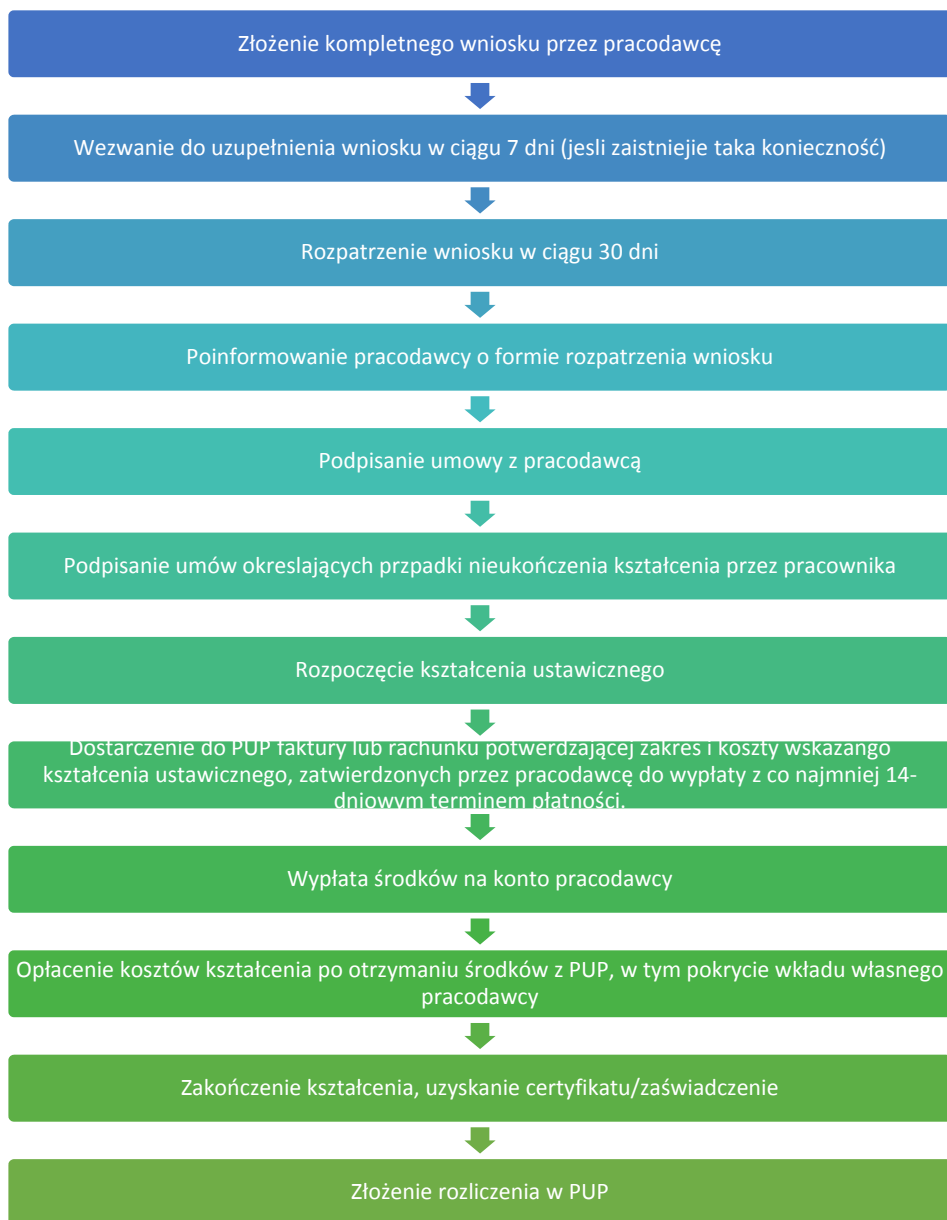 Złożenie kompletnego wniosku przez pracodawcę
Wezwanie do uzupełnienia wniosku w ciągu 7 dni (jesli zaistniejie taka konieczność)
Rozpatrzenie wniosku w ciągu 30 dni
Poinformowanie pracodawcy o formie rozpatrzenia wniosku
Podpisanie umowy z pracodawcą
Podpisanie umów okreslających przpadki nieukończenia kształcenia przez pracownika
Rozpoczęcie kształcenia ustawicznego
Dostarczenie do PUP faktury lub rachunku potwierdzającej zakres i koszty wskazango
kształcenia ustawicznego, zatwierdzonych przez pracodawcę do wypłaty z co najmniej 14-
dniowym terminem płatności.
Wypłata środków na konto pracodawcy
Opłacenie kosztów kształcenia po otrzymaniu środków z PUP, w tym pokrycie wkładu własnego
pracodawcy
Zakończenie kształcenia, uzyskanie certyfikatu/zaświadczenie
Złożenie rozliczenia w PUP